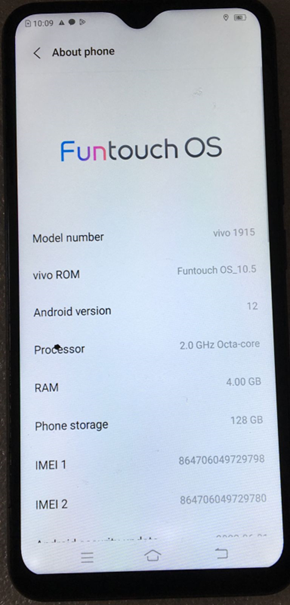 10:09
About phone
Funtouch OS
Model number vivo 1915
vivo ROM Funtouch OS_10.5
Android version 12
Processor 2.0 GHz Octa-core
RAM 4.00 GB
Phone storage 128 GB
IMEI 1 864706049729798
IMEI 2 864706049729780